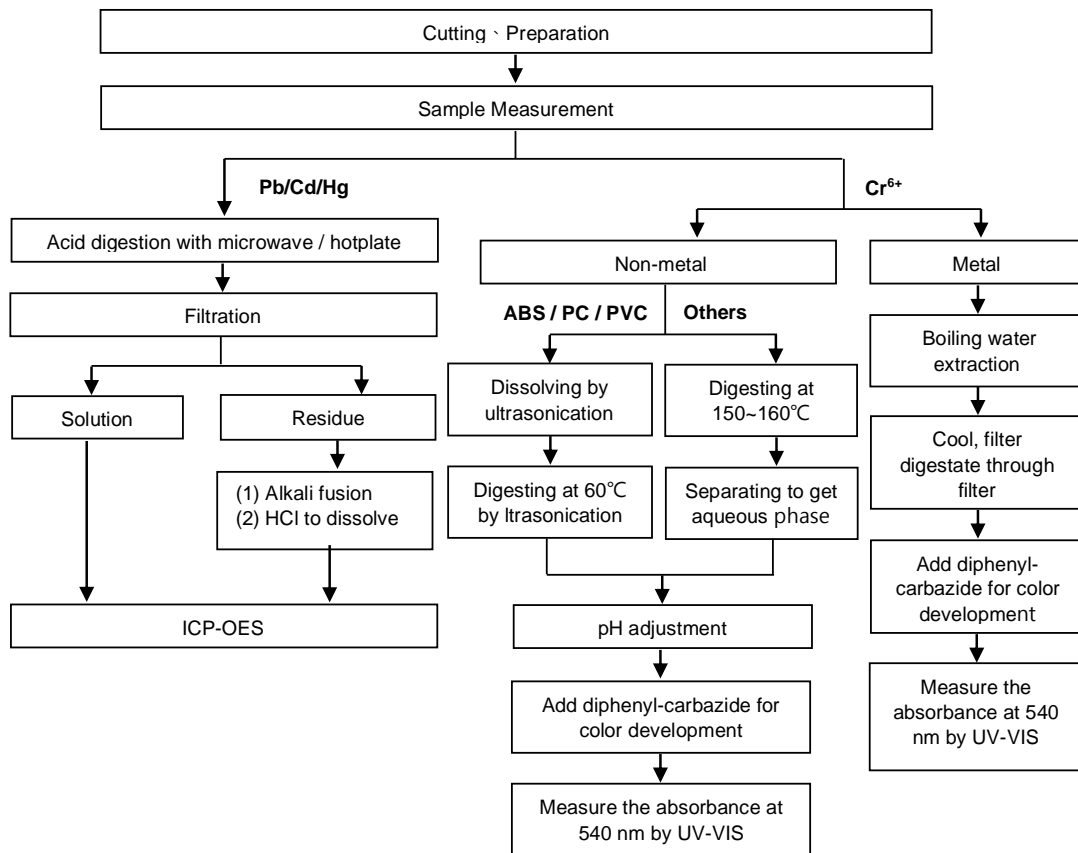 Cutting、Preparation
Sample Measurement
Pb/Cd/Hg
Cr⁶⁺
Acid digestion with microwave / hotplate
Filtration
Solution
Residue
(1) Alkali fusion
(2) HCl to dissolve
ICP-OES
Non-metal
ABS / PC / PVC
Others
Dissolving by
ultrasonication
Digesting at
150~160℃
Digesting at 60℃
by ltrasonication
Separating to get
aqueous phase
pH adjustment
Add diphenyl-carbazide for
color development
Measure the absorbance at
540 nm by UV-VIS
Metal
Boiling water
extraction
Cool, filter
digestate through
filter
Add diphenyl-
carbazide for color
development
Measure the
absorbance at 540
nm by UV-VIS